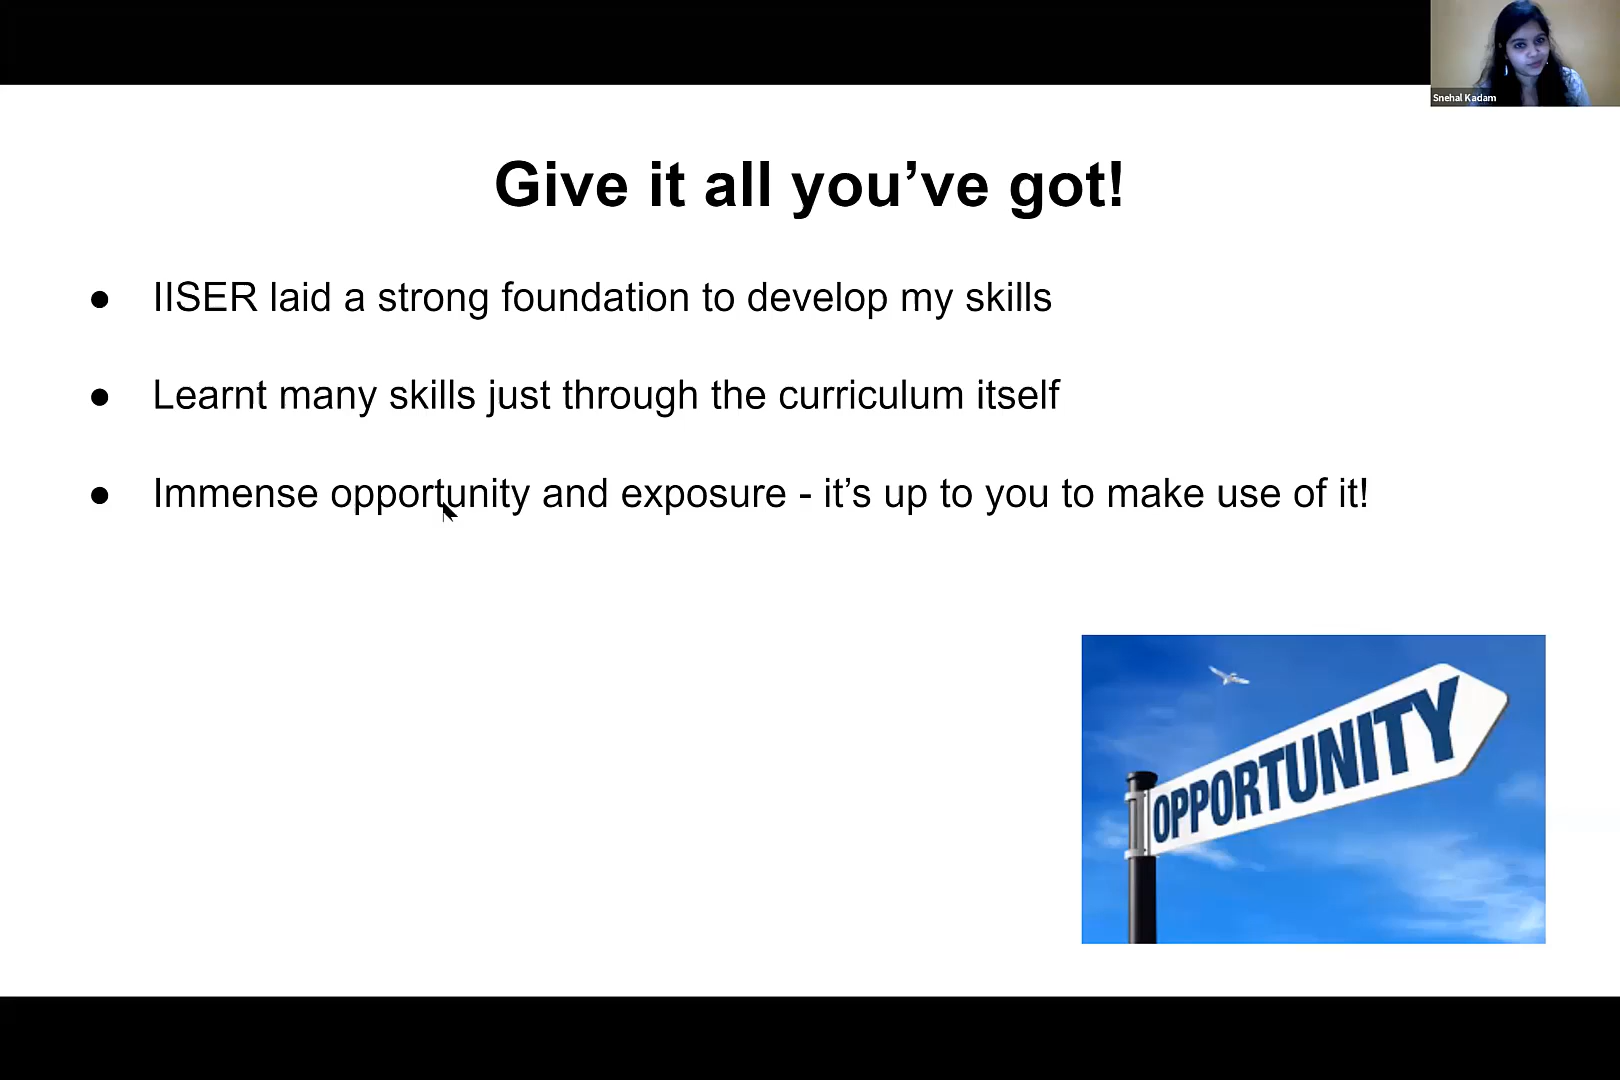 Snehal Kadam
Give it all you’ve got!
● IISER laid a strong foundation to develop my skills
● Learnt many skills just through the curriculum itself
● Immense opportunity and exposure - it’s up to you to make use of it!
OPPORTUNITY